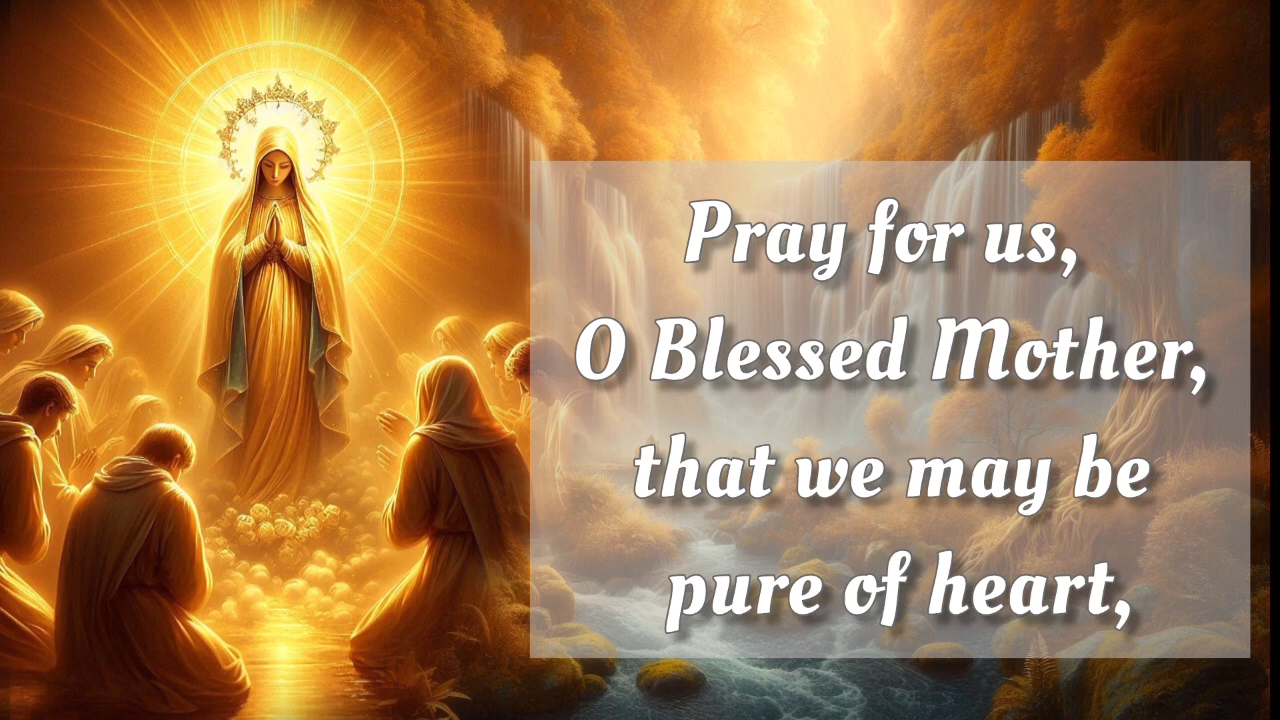 Pray for us,
O Blessed Mother,
that we may be
pure of heart,